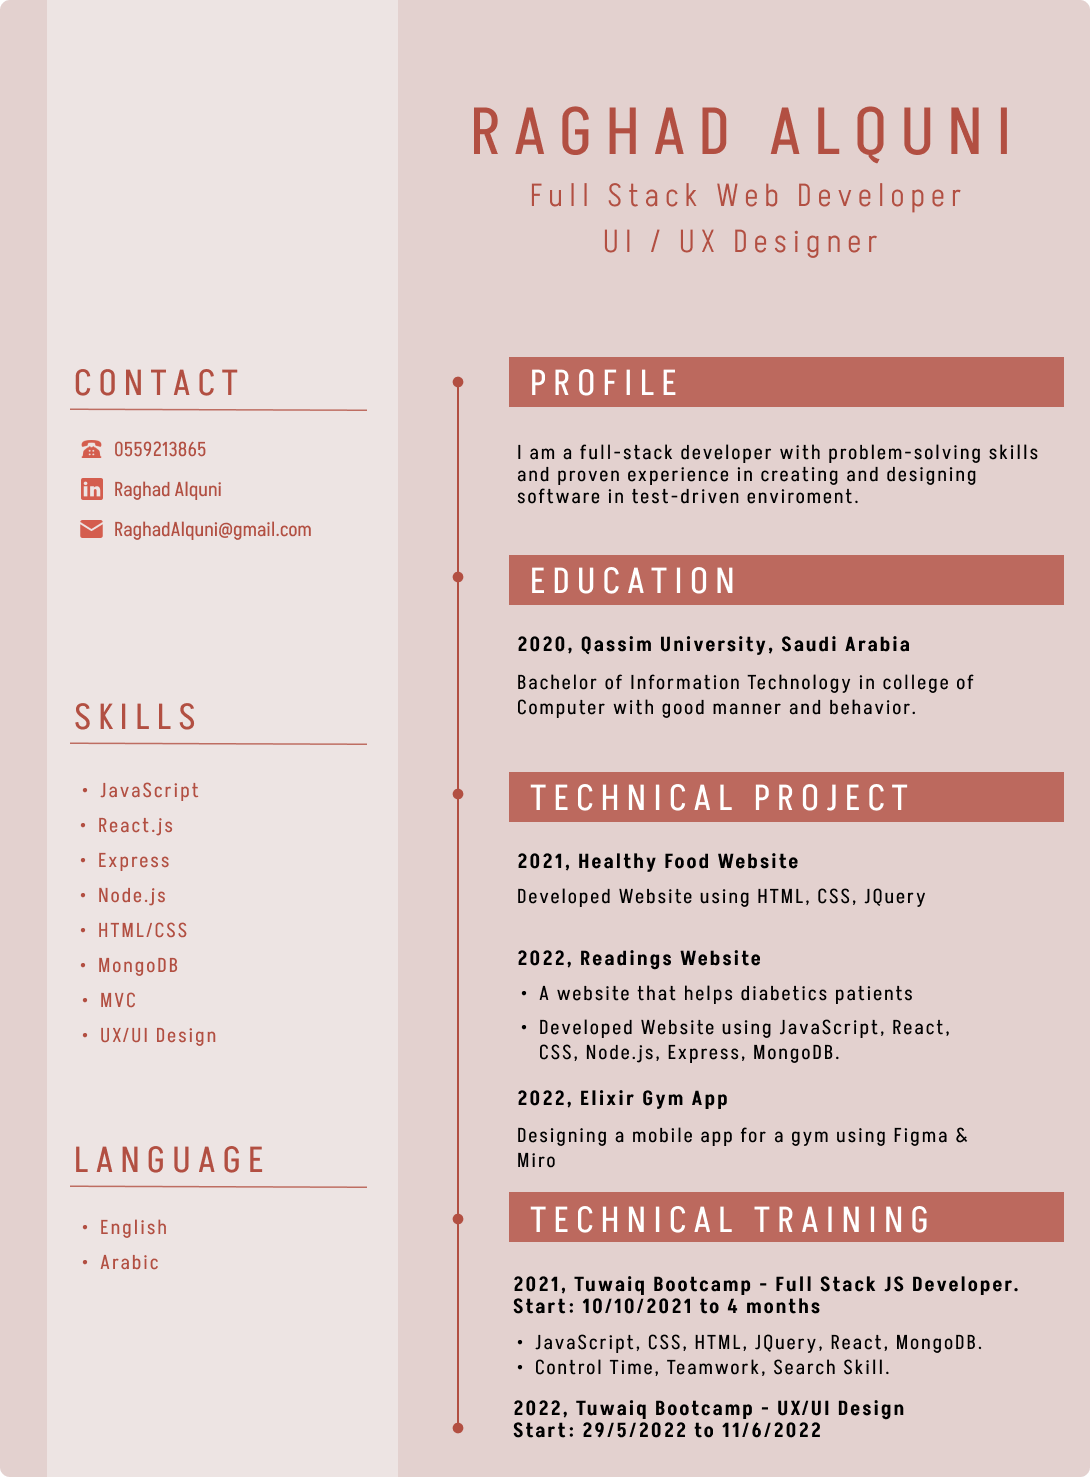 RAGHAD ALQUNI
Full Stack Web Developer
UI / UX Designer
CONTACT
0559213865
Raghad Alquni
RaghadAlquni@gmail.com
SKILLS
• JavaScript
• React.js
• Express
• Node.js
• HTML/CSS
• MongoDB
• MVC
• UX/UI Design
LANGUAGE
• English
• Arabic
PROFILE
I am a full-stack developer with problem-solving skills
and proven experience in creating and designing
software in test-driven enviroment.
EDUCATION
2020, Qassim University, Saudi Arabia
Bachelor of Information Technology in college of
Computer with good manner and behavior.
TECHNICAL PROJECT
2021, Healthy Food Website
Developed Website using HTML, CSS, JQuery
2022, Readings Website
• A website that helps diabetics patients
• Developed Website using JavaScript, React,
CSS, Node.js, Express, MongoDB.
2022, Elixir Gym App
Designing a mobile app for a gym using Figma &
Miro
TECHNICAL TRAINING
2021, Tuwaiq Bootcamp - Full Stack JS Developer.
Start: 10/10/2021 to 4 months
• JavaScript, CSS, HTML, JQuery, React, MongoDB.
• Control Time, Teamwork, Search Skill.
2022, Tuwaiq Bootcamp - UX/UI Design
Start: 29/5/2022 to 11/6/2022